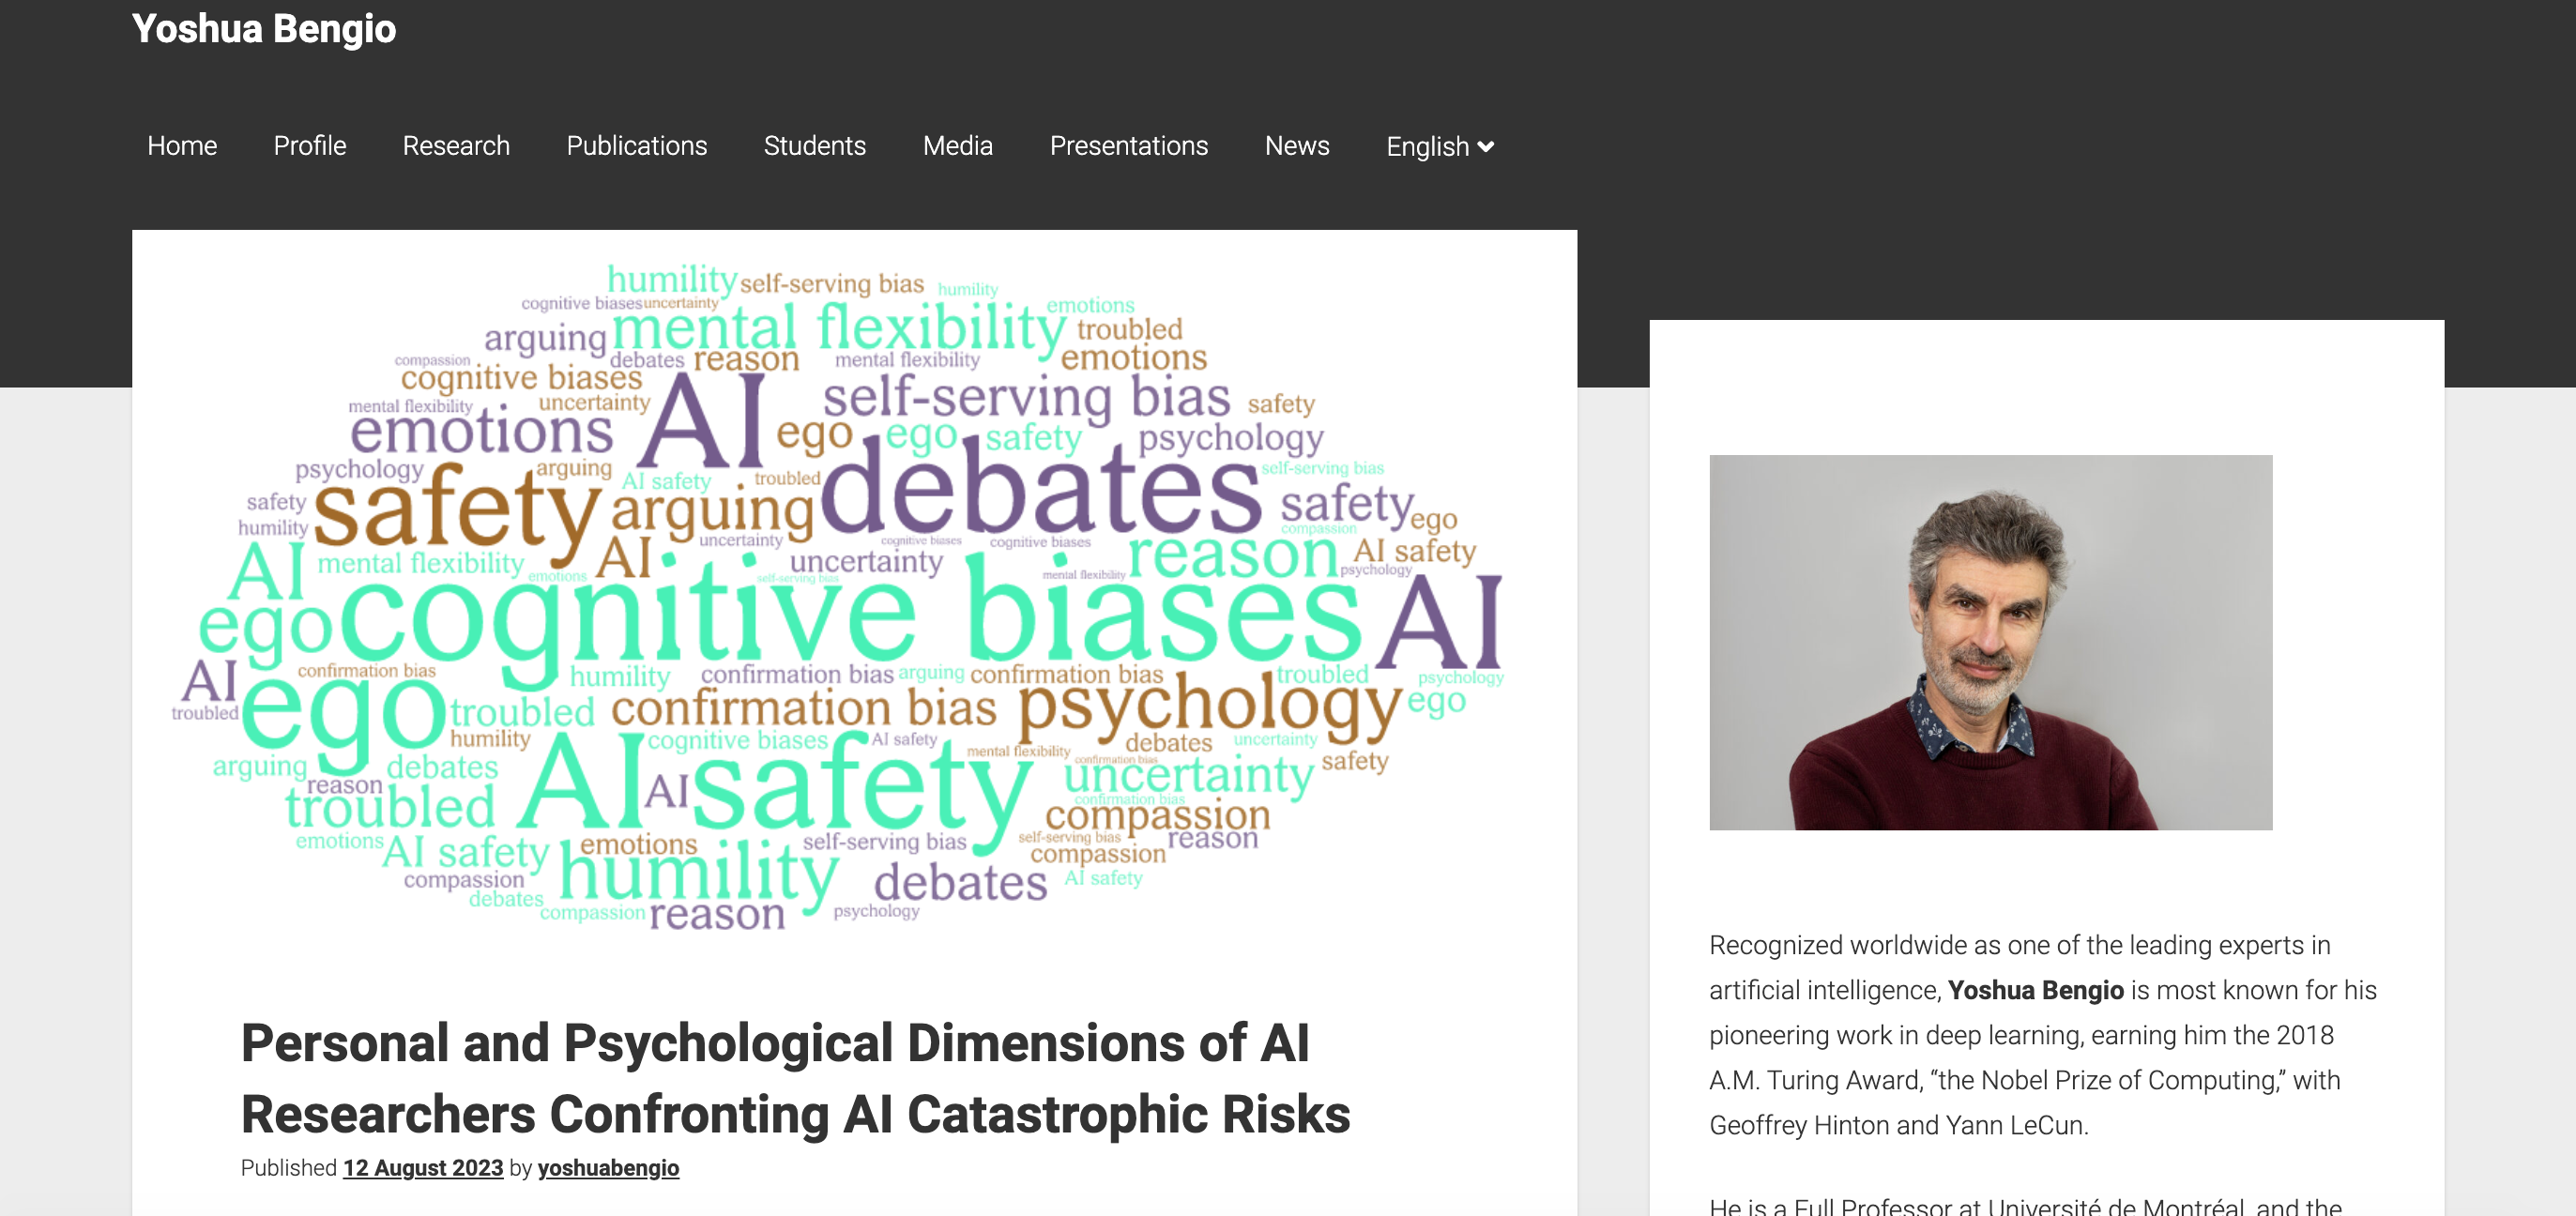 Yoshua Bengio
Home Profile Research Publications Students Media Presentations News English
humility self-serving bias humility
cognitive biases uncertainty emotions
arguing mental flexibility troubled
compassion debates reason mental flexibility emotions
cognitive biases AI self-serving bias safety
mental flexibility uncertainty
emotions ego ego safety psychology
psychology arguing AI safety troubled debates self-serving bias
safety safety arguing safety ego
humility uncertainty cognitive biases cognitive biases compassion
AI mental flexibility emotions AI uncertainty reason AI safety
self-serving bias mental flexibility psychology
ego cognitive biases AI
AI confirmation bias humility confirmation bias arguing confirmation bias troubled psychology
troubled ego troubled confirmation bias psychology ego
humility cognitive biases AI safety mental flexibility debates uncertainty
arguing debates AI AI safety confirmation bias uncertainty safety
reason troubled confirmation bias compassion
emotions AI safety emotions self-serving bias self-serving bias reason
compassion humility debates compassion AI safety
debates compassion reason psychology
Personal and Psychological Dimensions of AI
Researchers Confronting AI Catastrophic Risks
Published 12 August 2023 by yoshuabengio
Recognized worldwide as one of the leading experts in
artificial intelligence, Yoshua Bengio is most known for his
pioneering work in deep learning, earning him the 2018
A.M. Turing Award, “the Nobel Prize of Computing,” with
Geoffrey Hinton and Yann LeCun.
He is a Full Professor at Université de Montréal, and the